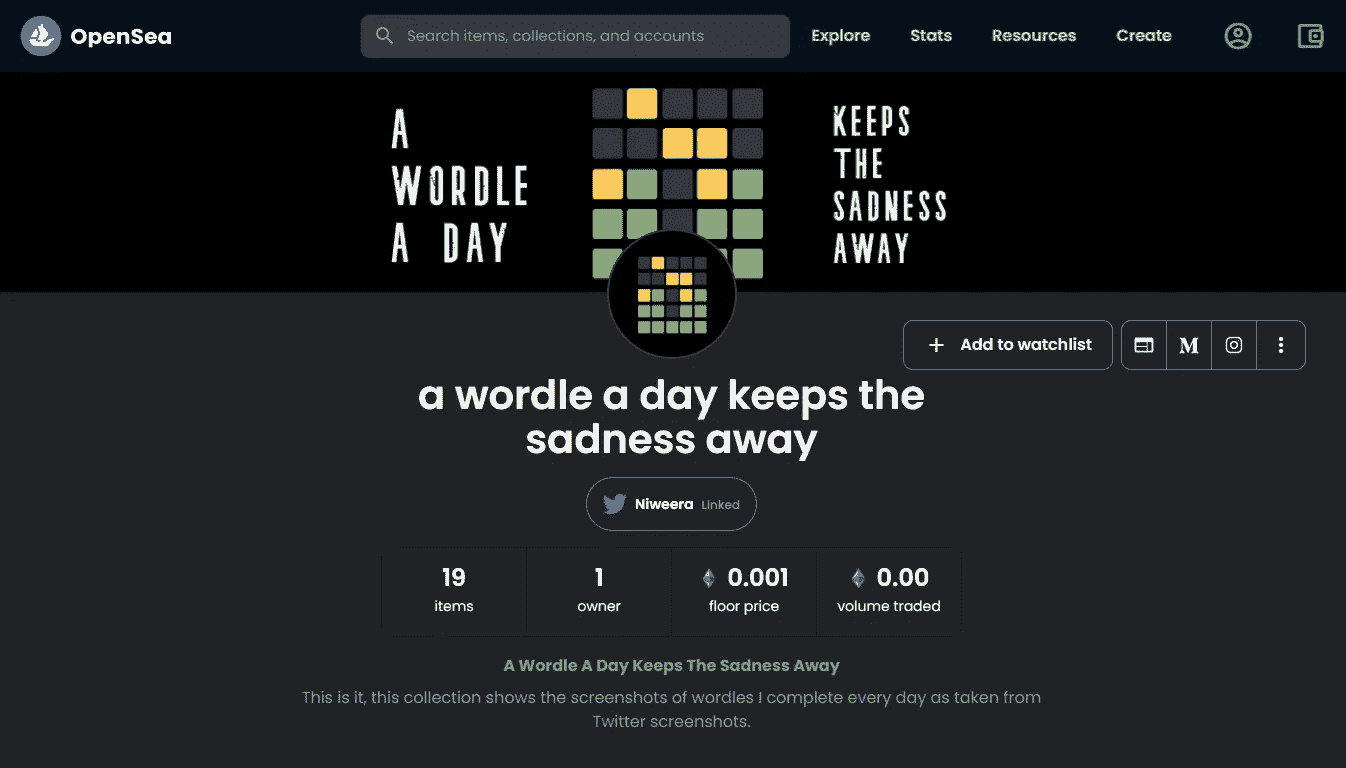 OpenSea
Search items, collections, and accounts
Explore
Stats
Resources
Create
A
WORDLE
A DAY
KEEPS
THE
SADNESS
AWAY
Add to watchlist
a wordle a day keeps the
sadness away
Niweera Linked
19
items
1
owner
0.001
floor price
0.00
volume traded
A Wordle A Day Keeps The Sadness Away
This is it, this collection shows the screenshots of wordles I complete every day as taken from
Twitter screenshots.